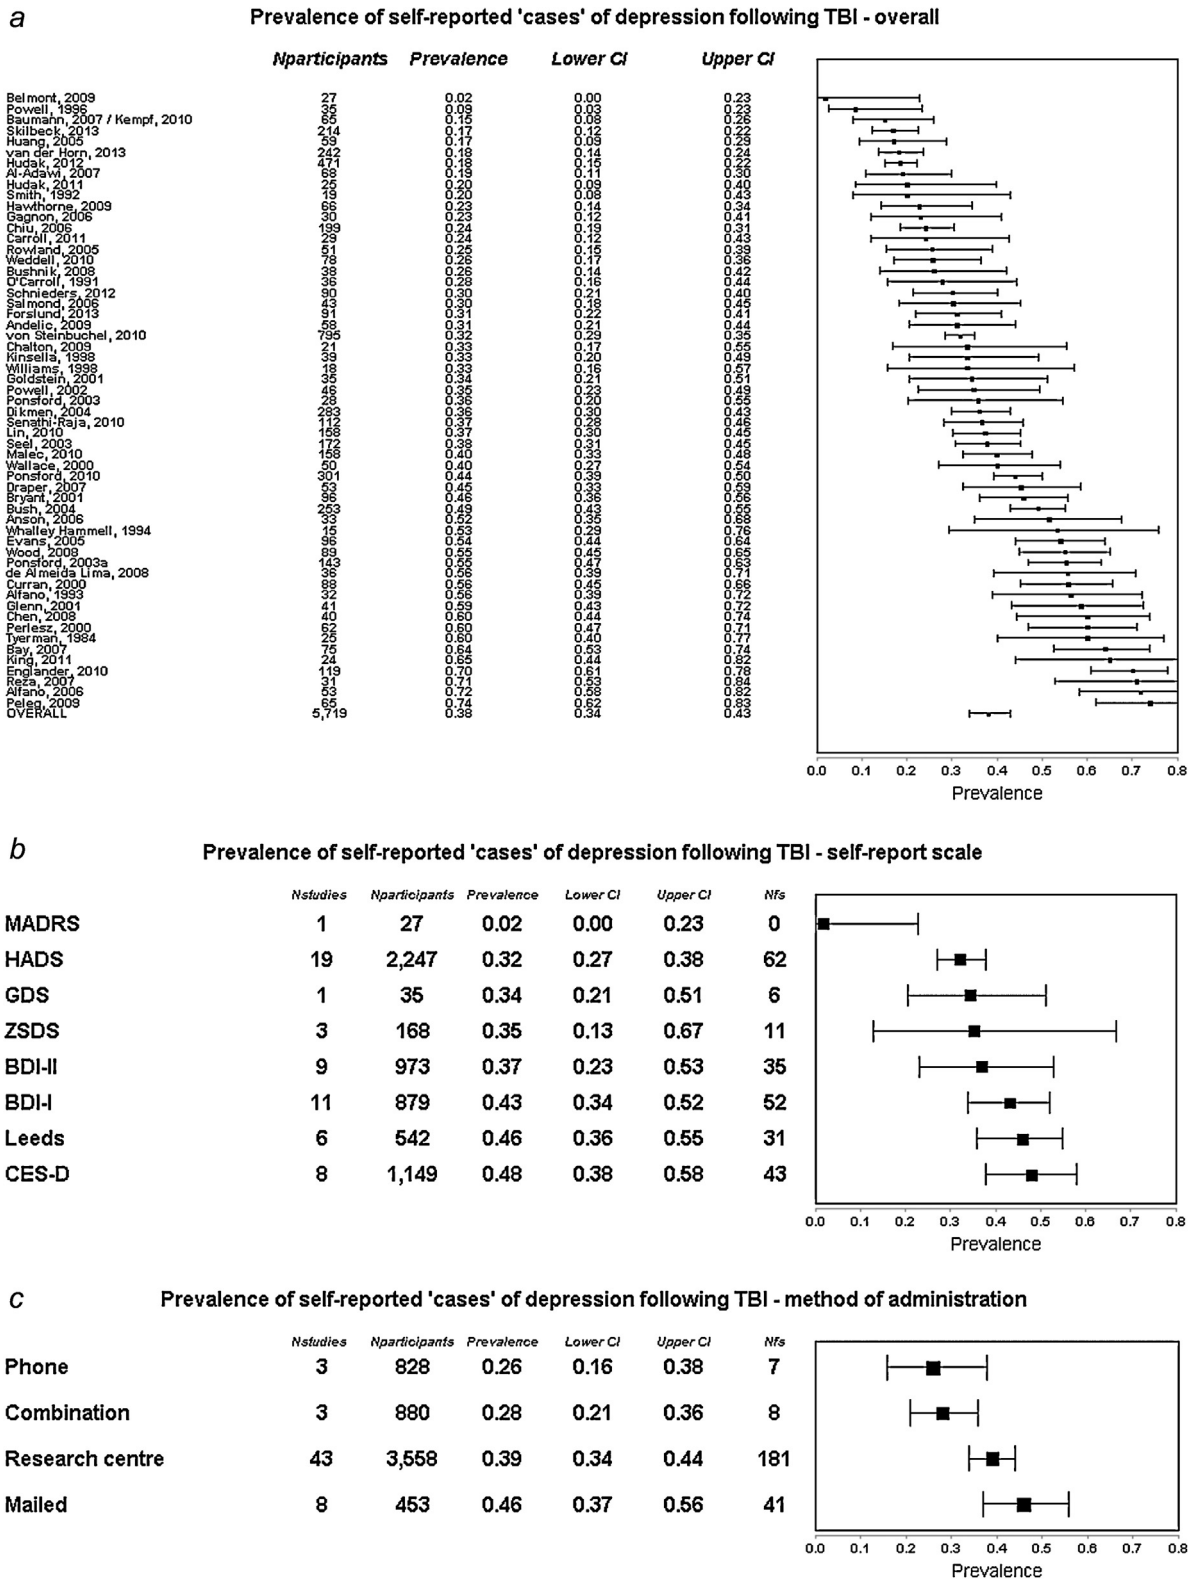 a
Prevalence of self-reported 'cases' of depression following TBI - overall
Nparticipants Prevalence Lower CI Upper CI
Belmont, 2009 27 0.02 0.00 0.23
Powell, 1996 35 0.09 0.03 0.23
Baumann, 2007 / Kempf, 2010 65 0.15 0.08 0.26
Skilbeck, 2013 214 0.17 0.12 0.22
Huang, 2005 59 0.17 0.09 0.29
van der Horn, 2013 242 0.18 0.14 0.24
Hudak, 2012 471 0.18 0.15 0.22
Al-Adawi, 2007 68 0.19 0.11 0.30
Hudak, 2011 25 0.20 0.09 0.40
Smith, 1992 19 0.20 0.08 0.43
Hawthorne, 2009 66 0.23 0.14 0.34
Gagnon, 2006 30 0.23 0.12 0.41
Chiu, 2006 199 0.24 0.19 0.31
Carroll, 2011 29 0.24 0.12 0.43
Rowland, 2005 51 0.25 0.15 0.39
Weddell, 2010 78 0.26 0.17 0.36
Bushnik, 2008 38 0.26 0.14 0.42
O'Carroll, 1991 36 0.28 0.16 0.44
Schnieders, 2012 90 0.30 0.21 0.40
Salmond, 2006 43 0.30 0.18 0.45
Forslund, 2013 91 0.31 0.22 0.41
Andelic, 2009 58 0.31 0.21 0.44
von Steinbuchel, 2010 795 0.32 0.29 0.35
Chalton, 2009 21 0.33 0.17 0.55
Kinsella, 1998 39 0.33 0.20 0.49
Williams, 1998 18 0.33 0.16 0.57
Goldstein, 2001 35 0.34 0.21 0.51
Powell, 2002 46 0.35 0.23 0.49
Ponsford, 2003 28 0.36 0.20 0.55
Dikmen, 2004 283 0.36 0.30 0.43
Senathi-Raja, 2010 112 0.37 0.28 0.46
Lin, 2010 158 0.37 0.30 0.45
Seel, 2003 172 0.38 0.31 0.45
Malec, 2010 158 0.40 0.33 0.48
Wallace, 2000 50 0.40 0.27 0.54
Ponsford, 2010 301 0.44 0.39 0.50
Draper, 2007 53 0.45 0.33 0.59
Bryant, 2001 96 0.46 0.36 0.56
Bush, 2004 253 0.49 0.43 0.55
Anson, 2006 33 0.52 0.35 0.68
Whalley Hammell, 1994 15 0.53 0.29 0.76
Evans, 2005 96 0.54 0.44 0.64
Wood, 2008 89 0.55 0.45 0.65
Ponsford, 2003a 143 0.55 0.47 0.63
de Almeida Lima, 2008 36 0.56 0.39 0.71
Curran, 2000 88 0.56 0.45 0.66
Alfano, 1993 32 0.56 0.39 0.72
Glenn, 2001 41 0.59 0.43 0.72
Chen, 2008 40 0.60 0.44 0.74
Perlesz, 2000 62 0.60 0.47 0.71
Tyerman, 1984 25 0.60 0.40 0.77
Bay, 2007 75 0.64 0.53 0.74
King, 2011 24 0.65 0.44 0.82
Englander, 2010 119 0.70 0.61 0.78
Reza, 2007 31 0.71 0.53 0.84
Alfano, 2006 53 0.72 0.58 0.82
Peleg, 2009 65 0.74 0.62 0.83
OVERALL 5,719 0.38 0.34 0.43
0.0 0.1 0.2 0.3 0.4 0.5 0.6 0.7 0.8
Prevalence
b
Prevalence of self-reported 'cases' of depression following TBI - self-report scale
Nstudies Nparticipants Prevalence Lower CI Upper CI Nfs
MADRS 1 27 0.02 0.00 0.23 0
HADS 19 2,247 0.32 0.27 0.38 62
GDS 1 35 0.34 0.21 0.51 6
ZSDS 3 168 0.35 0.13 0.67 11
BDI-II 9 973 0.37 0.23 0.53 35
BDI-I 11 879 0.43 0.34 0.52 52
Leeds 6 542 0.46 0.36 0.55 31
CES-D 8 1,149 0.48 0.38 0.58 43
0.0 0.1 0.2 0.3 0.4 0.5 0.6 0.7 0.8
Prevalence
c
Prevalence of self-reported 'cases' of depression following TBI - method of administration
Nstudies Nparticipants Prevalence Lower CI Upper CI Nfs
Phone 3 828 0.26 0.16 0.38 7
Combination 3 880 0.28 0.21 0.36 8
Research centre 43 3,558 0.39 0.34 0.44 181
Mailed 8 453 0.46 0.37 0.56 41
0.0 0.1 0.2 0.3 0.4 0.5 0.6 0.7 0.8
Prevalence